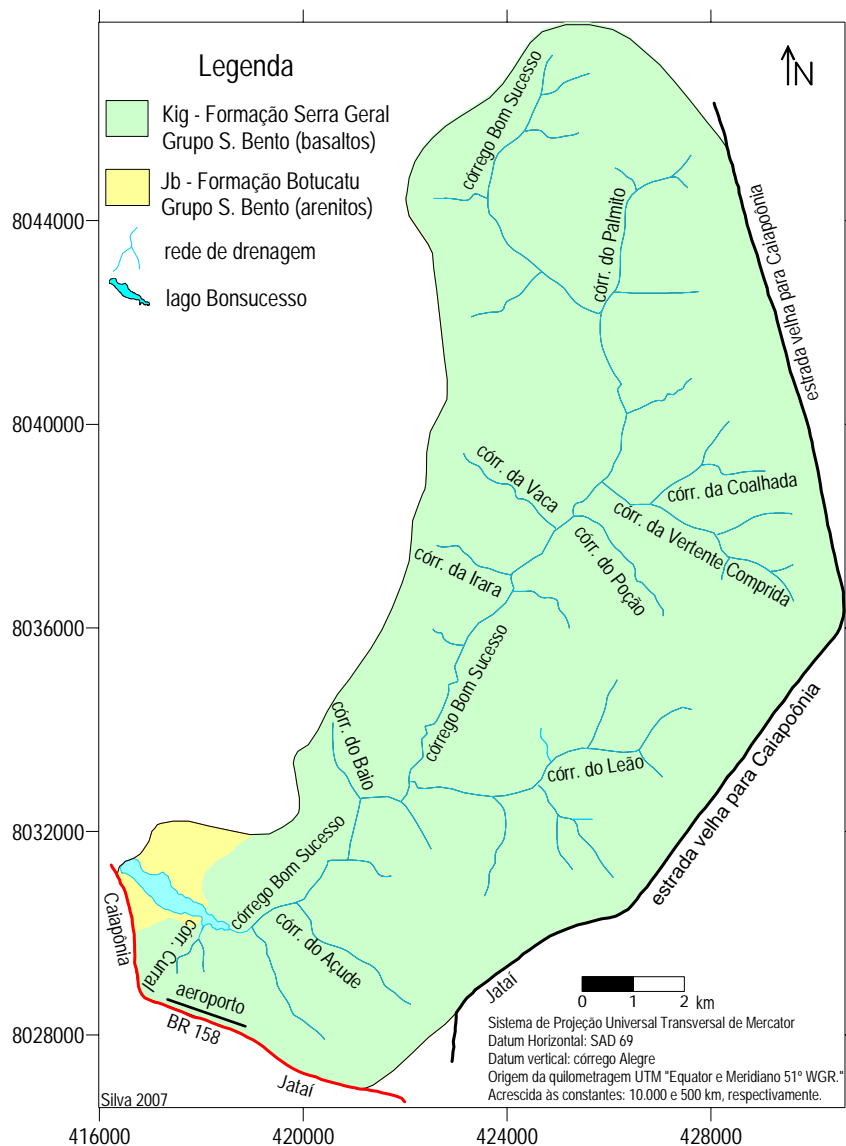 Legenda
Kig - Formação Serra Geral
Grupo S. Bento (basaltos)
Jb - Formação Botucatu
Grupo S. Bento (arenitos)
rede de drenagem
lago Bonsucesso
N
córrego Bom Sucesso
córr. do Palmito
estrada velha para Caiapônia
8044000
8040000
8036000
8032000
8028000
córr. da Vaca
córr. da Coalhada
córr. da Vertente Comprida
córr. do Poção
córr. da Irara
córrego Bom Sucesso
córr. do Baio
córr. do Leão
estrada velha para Caiapoônia
córrego Bom Sucesso
córr. do Açude
córr. Curral
Caiapônia
aeroporto
BR 158
Jataí
Jataí
0 1 2 km
Sistema de Projeção Universal Transversal de Mercator
Datum Horizontal: SAD 69
Datum vertical: córrego Alegre
Origem da quilometragem UTM "Equator e Meridiano 51º WGR."
Acrescida às constantes: 10.000 e 500 km, respectivamente.
Silva 2007
416000 420000 424000 428000